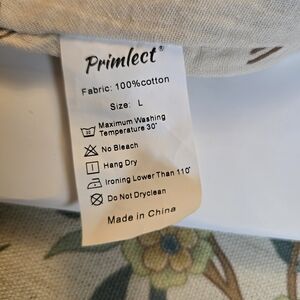 Primlect®
Fabric: 100%cotton
Size: L
Maximum Washing
Temperature 30°
No Bleach
Hang Dry
Ironing Lower Than 110°
Do Not Dryclean
Made in China